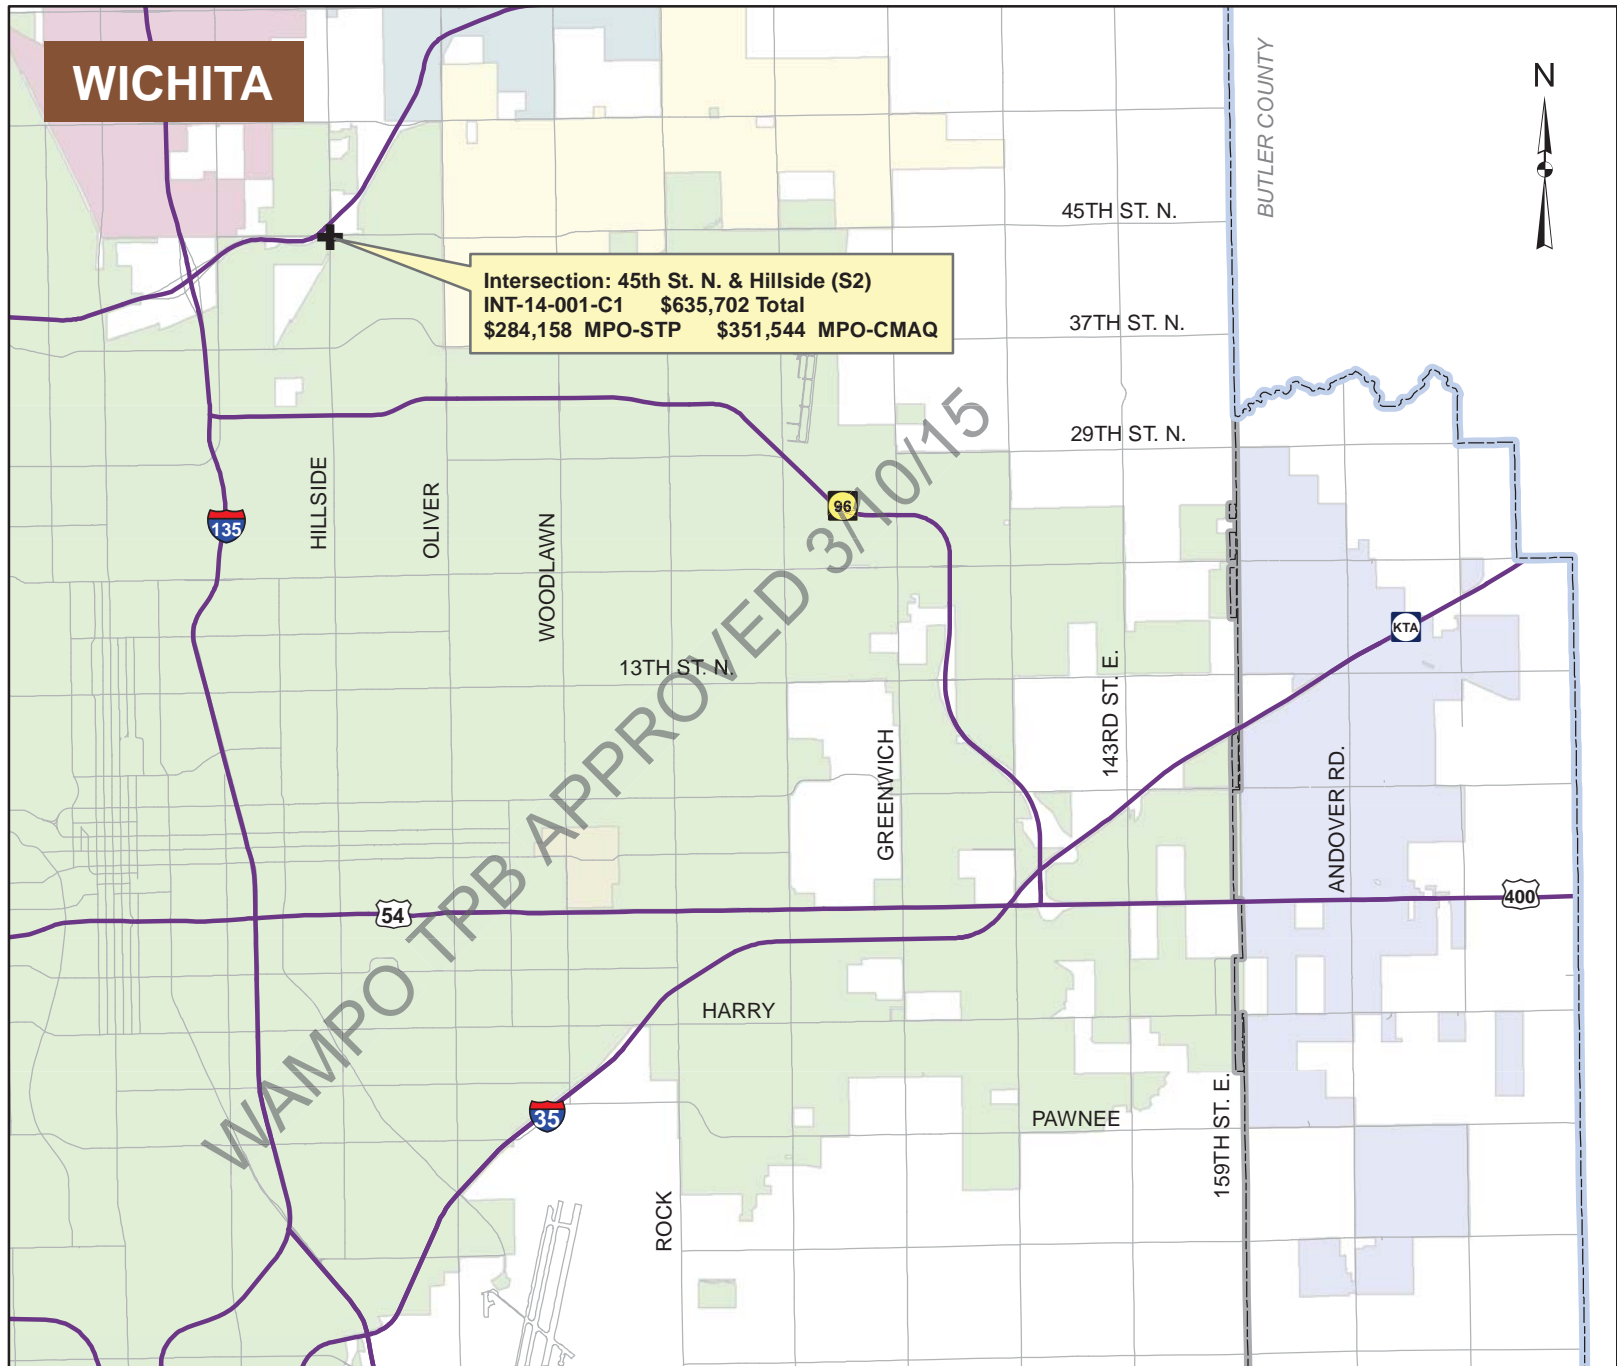 WICHITA
BUTLER COUNTY
N
45TH ST. N.
Intersection: 45th St. N. & Hillside (S2)
INT-14-001-C1 $635,702 Total
$284,158 MPO-STP $351,544 MPO-CMAQ
37TH ST. N.
29TH ST. N.
HILLSIDE
OLIVER
WOODLAWN
96
135
KTA
13TH ST. N.
143RD ST. E.
GREENWICH
ANDOVER RD.
WAMPO TPB APPROVED 3/10/15
54
400
HARRY
35
PAWNEE
159TH ST. E.
ROCK